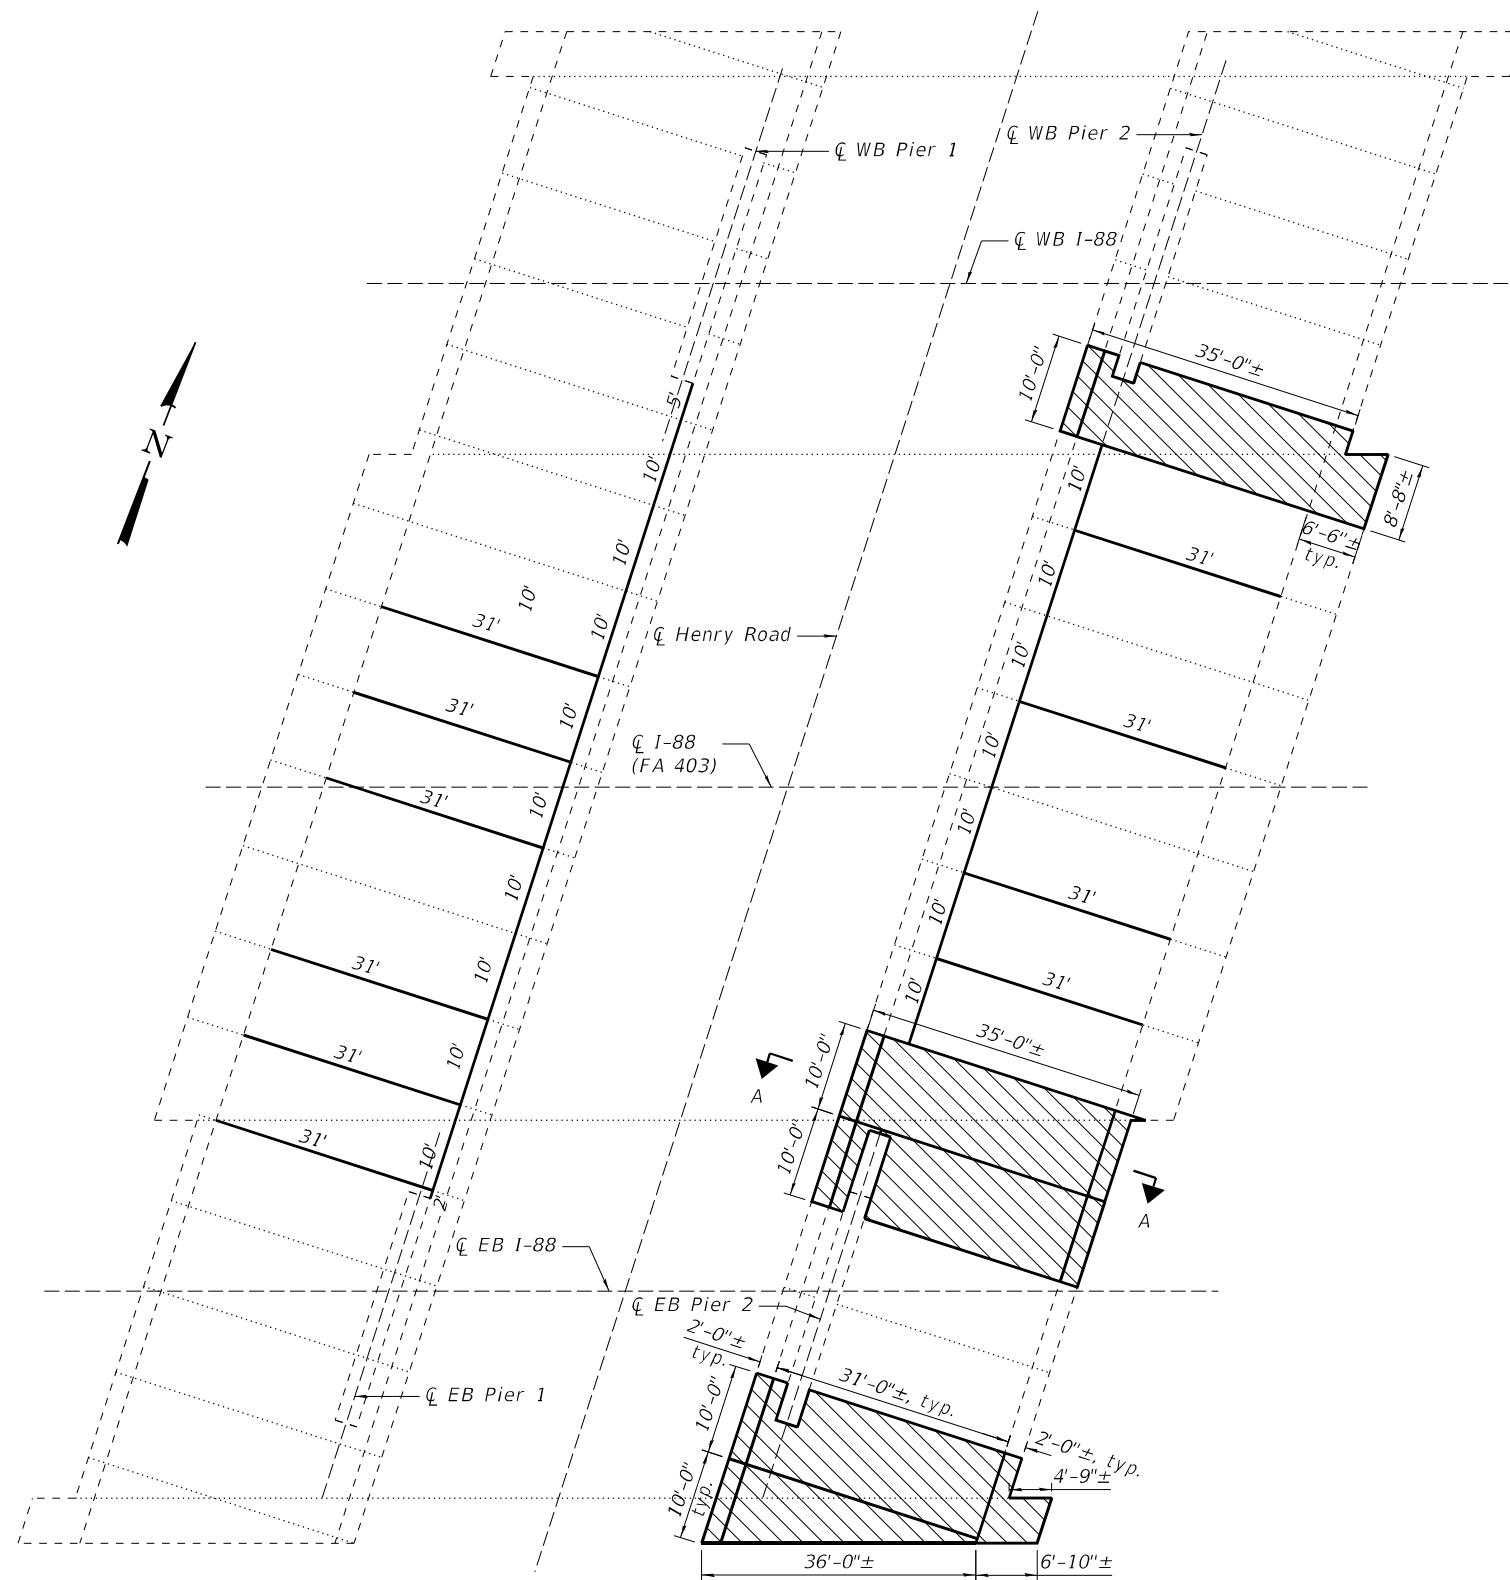 ℄ WB Pier 2
℄ WB Pier 1
℄ WB I-88
35'-0"±
10'-0"
5'
10'
10'
8'-8"±
N
6'-6"±
typ.
10'
31'
10'
10'
31'
10'
℄ Henry Road
10'
31'
10'
31'
℄ I-88
(FA 403)
10'
31'
10'
10'
10'
31'
10'
31'
10'
31'
10'
10'
31'
35'-0"±
10'-0"
A
10'
31'
10'-0"
31'
10'
2'
A
℄ EB I-88
℄ EB Pier 2
2'-0"±
typ.
31'-0"±, typ.
℄ EB Pier 1
10'-0"
2'-0"±, typ.
4'-9"±
10'-0"
typ.
36'-0"±
6'-10"±